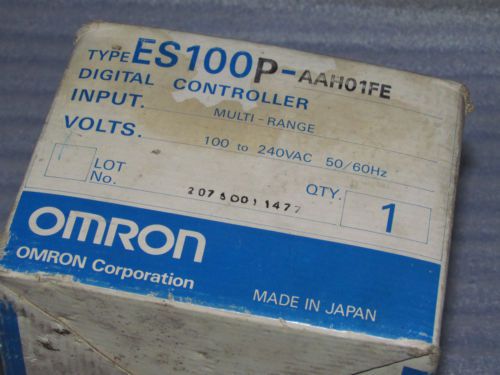 TYPE ES100P-AAH01FE
DIGITAL CONTROLLER
INPUT. MULTI-RANGE
VOLTS. 100 to 240VAC 50/60Hz
LOT No. 20760011477 QTY. 1
OMRON
OMRON Corporation
MADE IN JAPAN